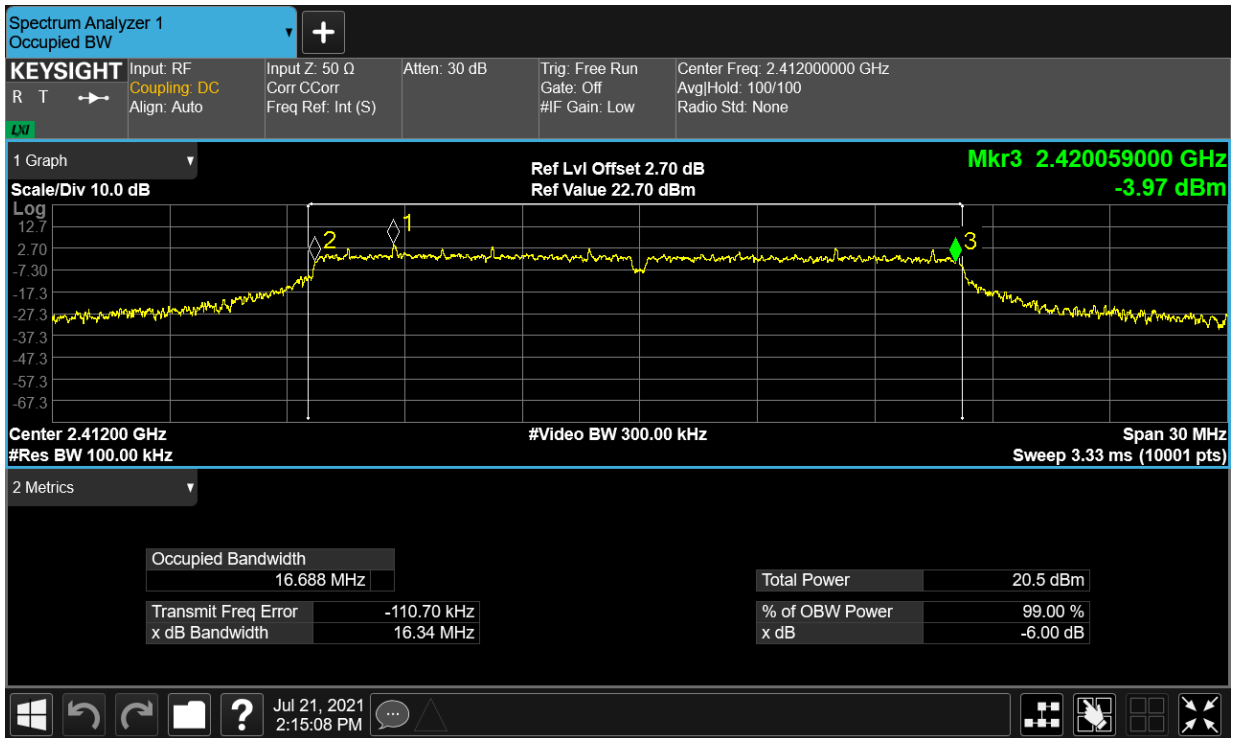 Spectrum Analyzer 1
Occupied BW
KEYSIGHT
R T
LXI
Input: RF
Coupling: DC
Align: Auto
Input Z: 50 Ω
Corr CCorr
Freq Ref: Int (S)
Atten: 30 dB
Trig: Free Run
Gate: Off
#IF Gain: Low
Center Freq: 2.412000000 GHz
Avg|Hold: 100/100
Radio Std: None
1 Graph
Scale/Div 10.0 dB
Ref Lvl Offset 2.70 dB
Ref Value 22.70 dBm
Mkr3 2.420059000 GHz
-3.97 dBm
Log
12.7
2.70
-7.30
-17.3
-27.3
-37.3
-47.3
-57.3
-67.3
2
1
3
Center 2.41200 GHz
#Video BW 300.00 kHz
Span 30 MHz
#Res BW 100.00 kHz
Sweep 3.33 ms (10001 pts)
2 Metrics
Occupied Bandwidth
16.688 MHz
Total Power 20.5 dBm
Transmit Freq Error -110.70 kHz
% of OBW Power 99.00 %
x dB Bandwidth 16.34 MHz
x dB -6.00 dB
?
Jul 21, 2021
2:15:08 PM